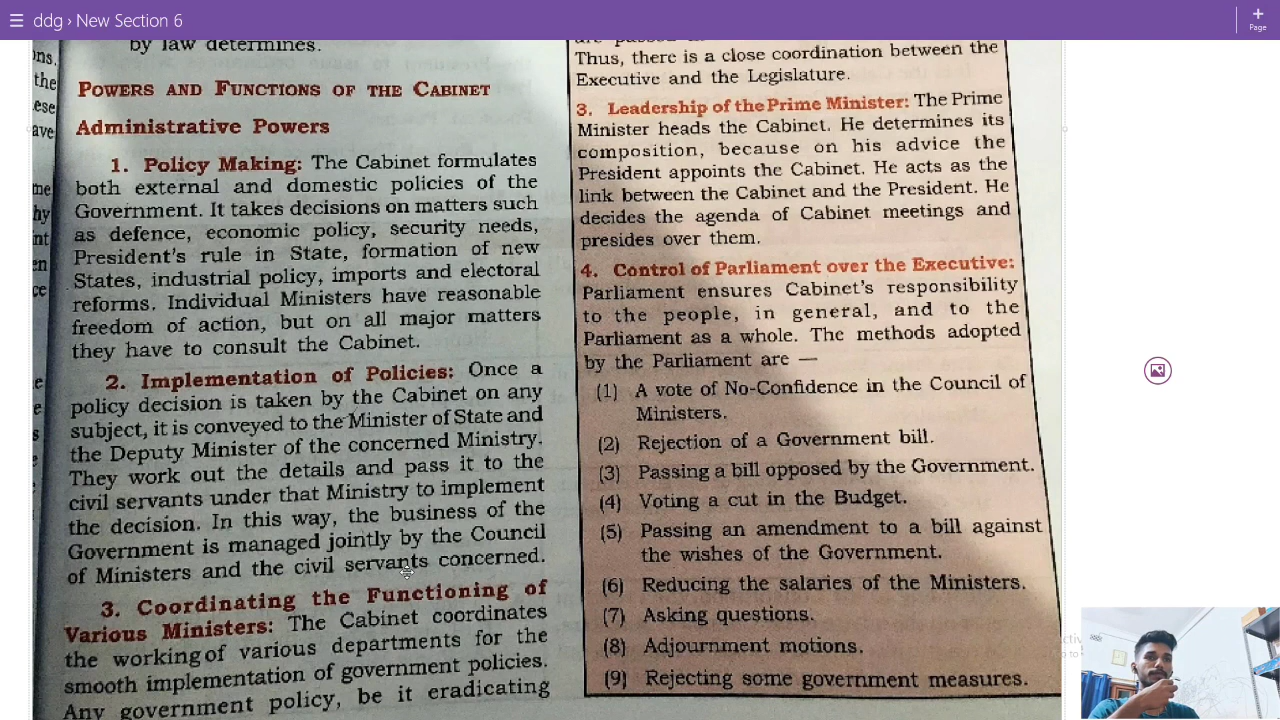 ddg › New Section 6
Page
by law determines.
POWERS AND FUNCTIONS OF THE CABINET
Administrative Powers
1. Policy Making: The Cabinet formulates
both external and domestic policies of the
Government. It takes decisions on matters such
as defence, economic policy, security needs,
President's rule in State, formation of new
States, industrial policy, imports and electoral
reforms. Individual Ministers have reasonable
freedom of action, but on all major matters
they have to consult the Cabinet.
2. Implementation of Policies: Once a
policy decision is taken by the Cabinet on any
subject, it is conveyed to the Minister of State and
the Deputy Minister of the concerned Ministry.
They work out the details and pass it to the
civil servants under that Ministry to implement
the decision. In this way, the business of the
Government is managed jointly by the Council
of Ministers and the civil servants concerned.
3. Coordinating the Functioning of
Various Ministers: The Cabinet coordinates
the working of various departments for the
smooth implementation of government policies.
Any government policy, be it eradicating
are passed
Thus, there is a close coordination between the
Executive and the Legislature.
3. Leadership of the Prime Minister: The Prime
Minister heads the Cabinet. He determines its
composition, because on his advice the
President appoints the Cabinet. He acts as the
link between the Cabinet and the President. He
decides the agenda of Cabinet meetings and
presides over them.
4. Control of Parliament over the Executive:
Parliament ensures Cabinet's responsibility
to the people, in general, and to the
Parliament as a whole. The methods adopted
by the Parliament are —
(1) A vote of No-Confidence in the Council of
Ministers.
(2) Rejection of a Government bill.
(3) Passing a bill opposed by the Government.
(4) Voting a cut in the Budget.
(5) Passing an amendment to a bill against
the wishes of the Government.
(6) Reducing the salaries of the Ministers.
(7) Asking questions.
(8) Adjournment motions.
(9) Rejecting some government measures.